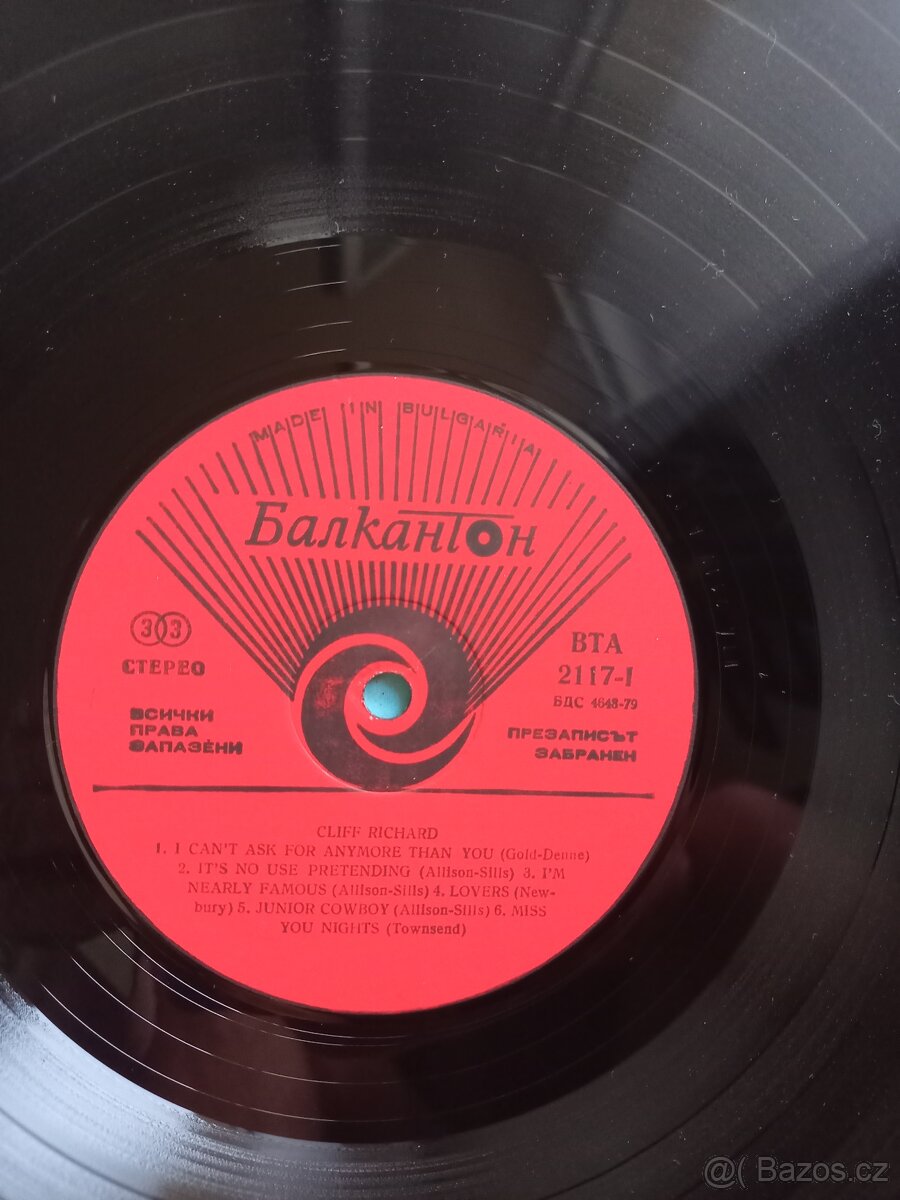 MADE IN BULGARIA
Балкантон
33
СТЕРЕО
ВСИЧКИ
ПРАВА
ЗАПАЗЕНИ
ВТА
2117-I
БДС 4648-79
ПРЕЗАПИСЪТ
ЗАБРАНЕН
CLIFF RICHARD
1. I CAN'T ASK FOR ANYMORE THAN YOU (Gold-Denne)
2. IT'S NO USE PRETENDING (Allison-Sills) 3. I'M
NEARLY FAMOUS (Allison-Sills) 4. LOVERS (New-
bury) 5. JUNIOR COWBOY (Allison-Sills) 6. MISS
YOU NIGHTS (Townsend)
@( Bazos.cz